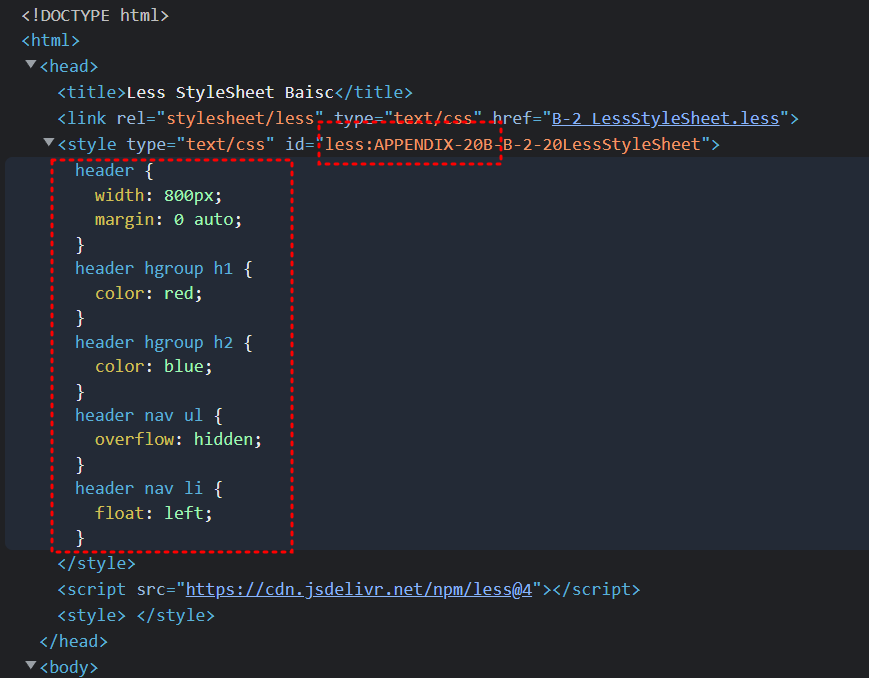 <!DOCTYPE html>
<html>
<head>
<title>Less StyleSheet Baisc</title>
<link rel="stylesheet/less" type="text/css" href="B-2 LessStyleSheet.less">
<style type="text/css" id="less:APPENDIX-20B-B-2-20LessStyleSheet">
header {
width: 800px;
margin: 0 auto;
}
header hgroup h1 {
color: red;
}
header hgroup h2 {
color: blue;
}
header nav ul {
overflow: hidden;
}
header nav li {
float: left;
}
</style>
<script src="https://cdn.jsdelivr.net/npm/less@4"></script>
<style> </style>
</head>
<body>